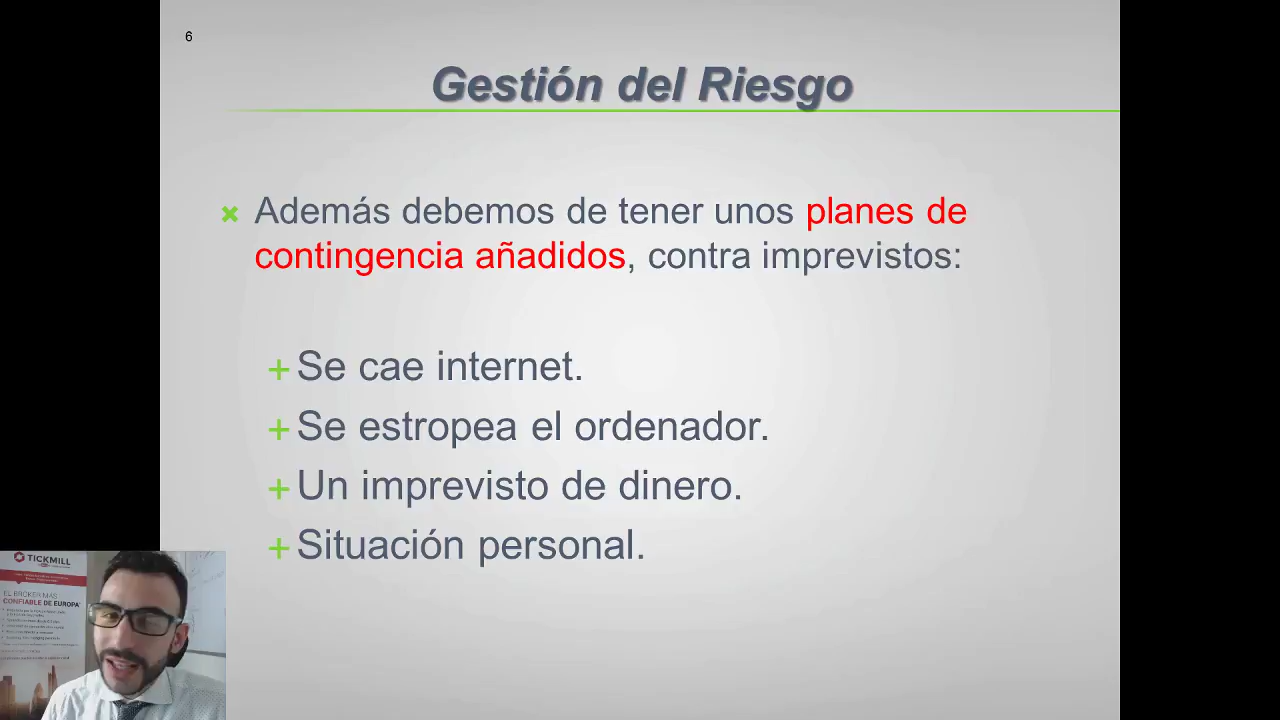 6
Gestión del Riesgo
Además debemos de tener unos planes de
contingencia añadidos, contra imprevistos:
Se cae internet.
Se estropea el ordenador.
Un imprevisto de dinero.
Situación personal.
TICKMILL
EL BRÓKER MÁS
CONFIABLE DE EUROPA*